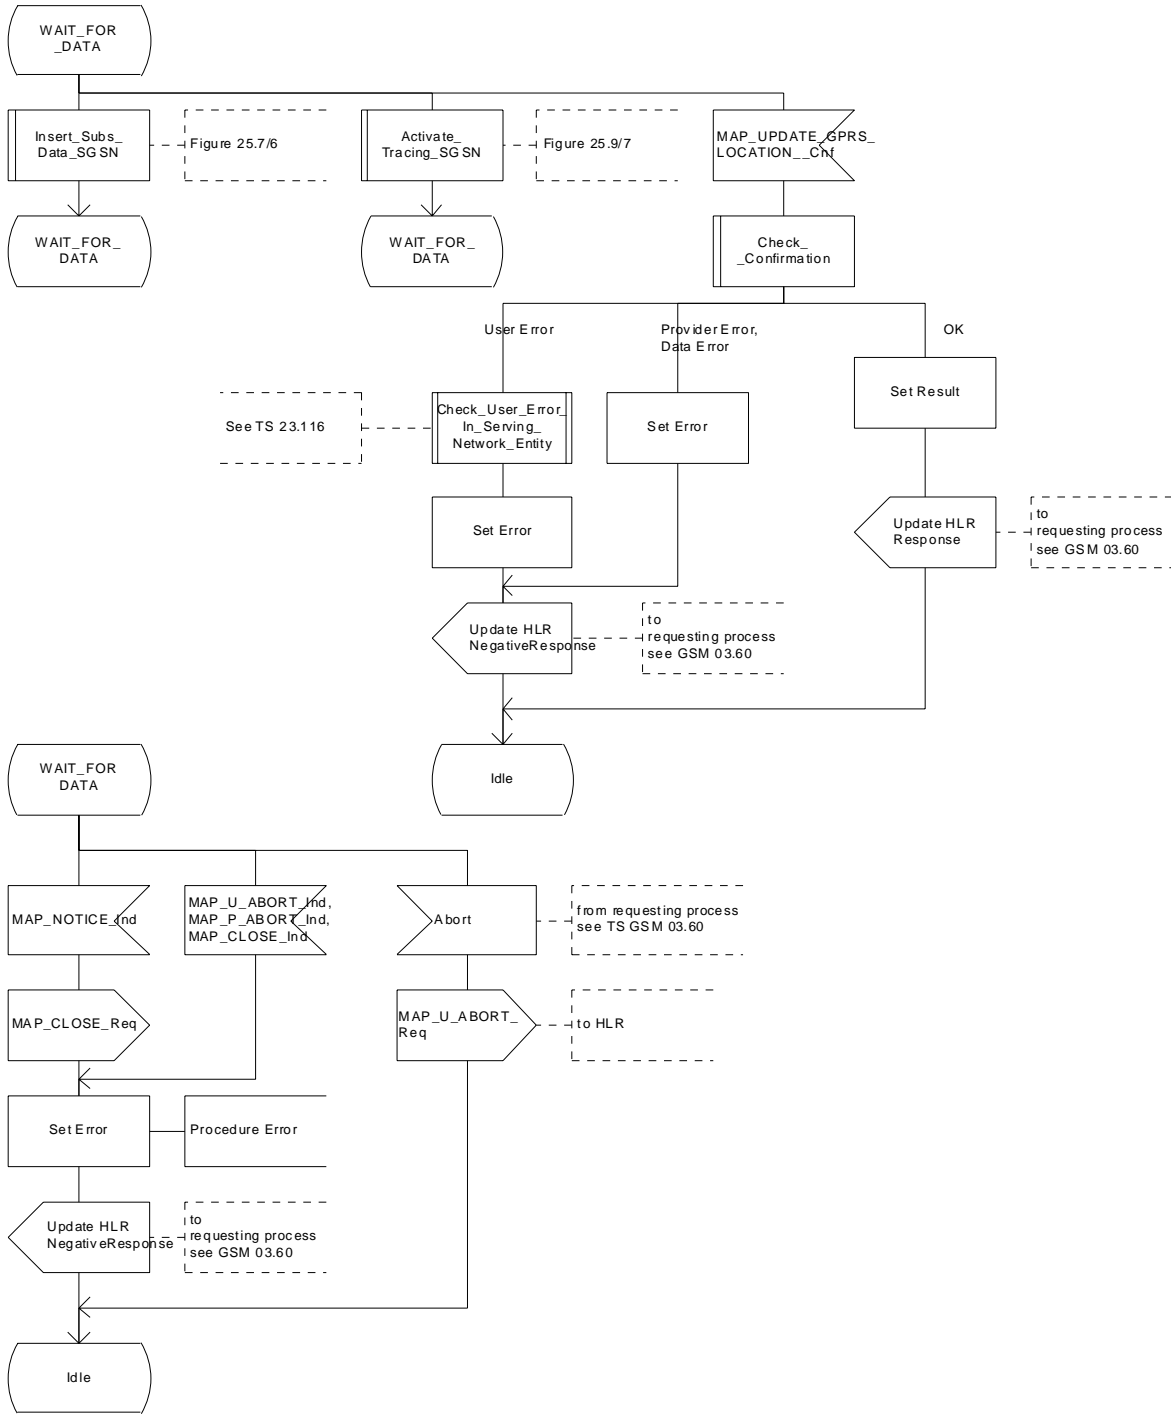 WAIT_FOR
_DATA
Insert_Subs_
Data_SGSN
Figure 25.7/6
Activate_
Tracing_SGSN
Figure 25.9/7
MAP_UPDATE_GPRS_
LOCATION__Cnf
WAIT_FOR_
DATA
WAIT_FOR_
DATA
Check_
_Confirmation
User Error
Provider Error,
Data Error
OK
Set Result
See TS 23.116
Check_User_Error_
In_Serving_
Network_Entity
Set Error
Set Error
Update HLR
Response
to
requesting process
see GSM 03.60
Update HLR
NegativeResponse
to
requesting process
see GSM 03.60
Idle
WAIT_FOR
DATA
MAP_NOTICE_Ind
MAP_U_ABORT_Ind,
MAP_P_ABORT_Ind,
MAP_CLOSE_Ind
Abort
from requesting process
see TS GSM 03.60
MAP_CLOSE_Req
MAP_U_ABORT_
Req
to HLR
Set Error
Procedure Error
Update HLR
NegativeResponse
to
requesting process
see GSM 03.60
Idle